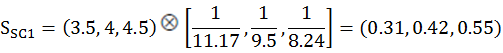 S_SC1 = (3.5, 4, 4.5) ⊗ [1/11.17, 1/9.5, 1/8.24] = (0.31, 0.42, 0.55)